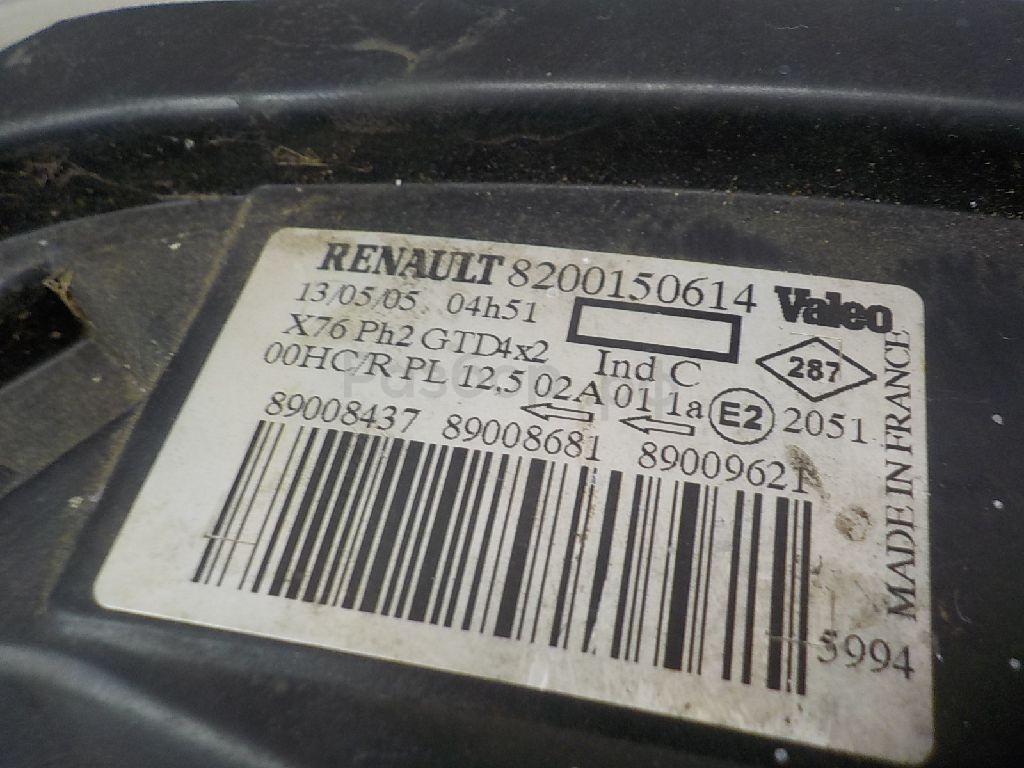 RENAULT 8200150614 Valeo
13/05/05 04h51
X76 Ph2 GTD4x2 Ind C 287
00HC/R PL 12,5 02A 01 1a E2 2051
89008437 89008681 89009621
5994
MADE IN FRANCE